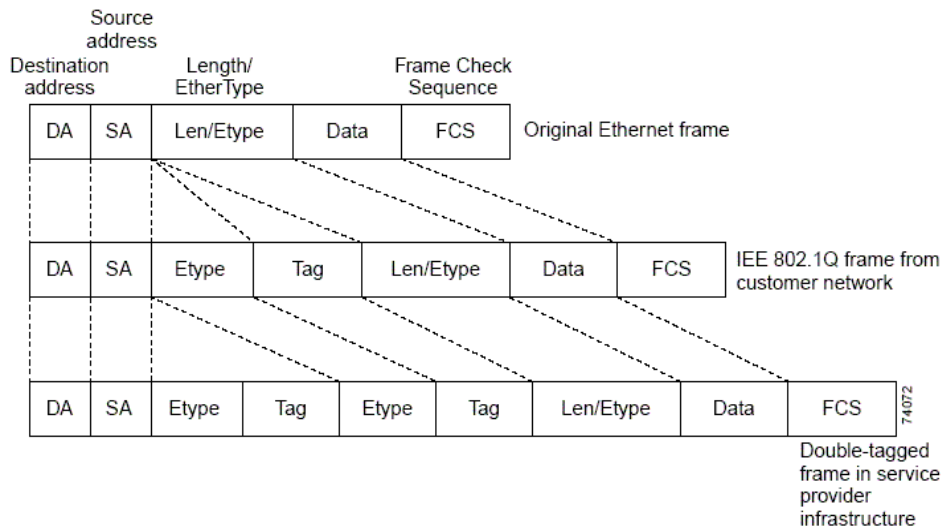 Source
address
Destination
address
Length/
EtherType
Frame Check
Sequence
DA SA Len/Etype Data FCS
Original Ethernet frame
DA SA Etype Tag Len/Etype Data FCS
IEE 802.1Q frame from
customer network
DA SA Etype Tag Etype Tag Len/Etype Data FCS
74072
Double-tagged
frame in service
provider
infrastructure